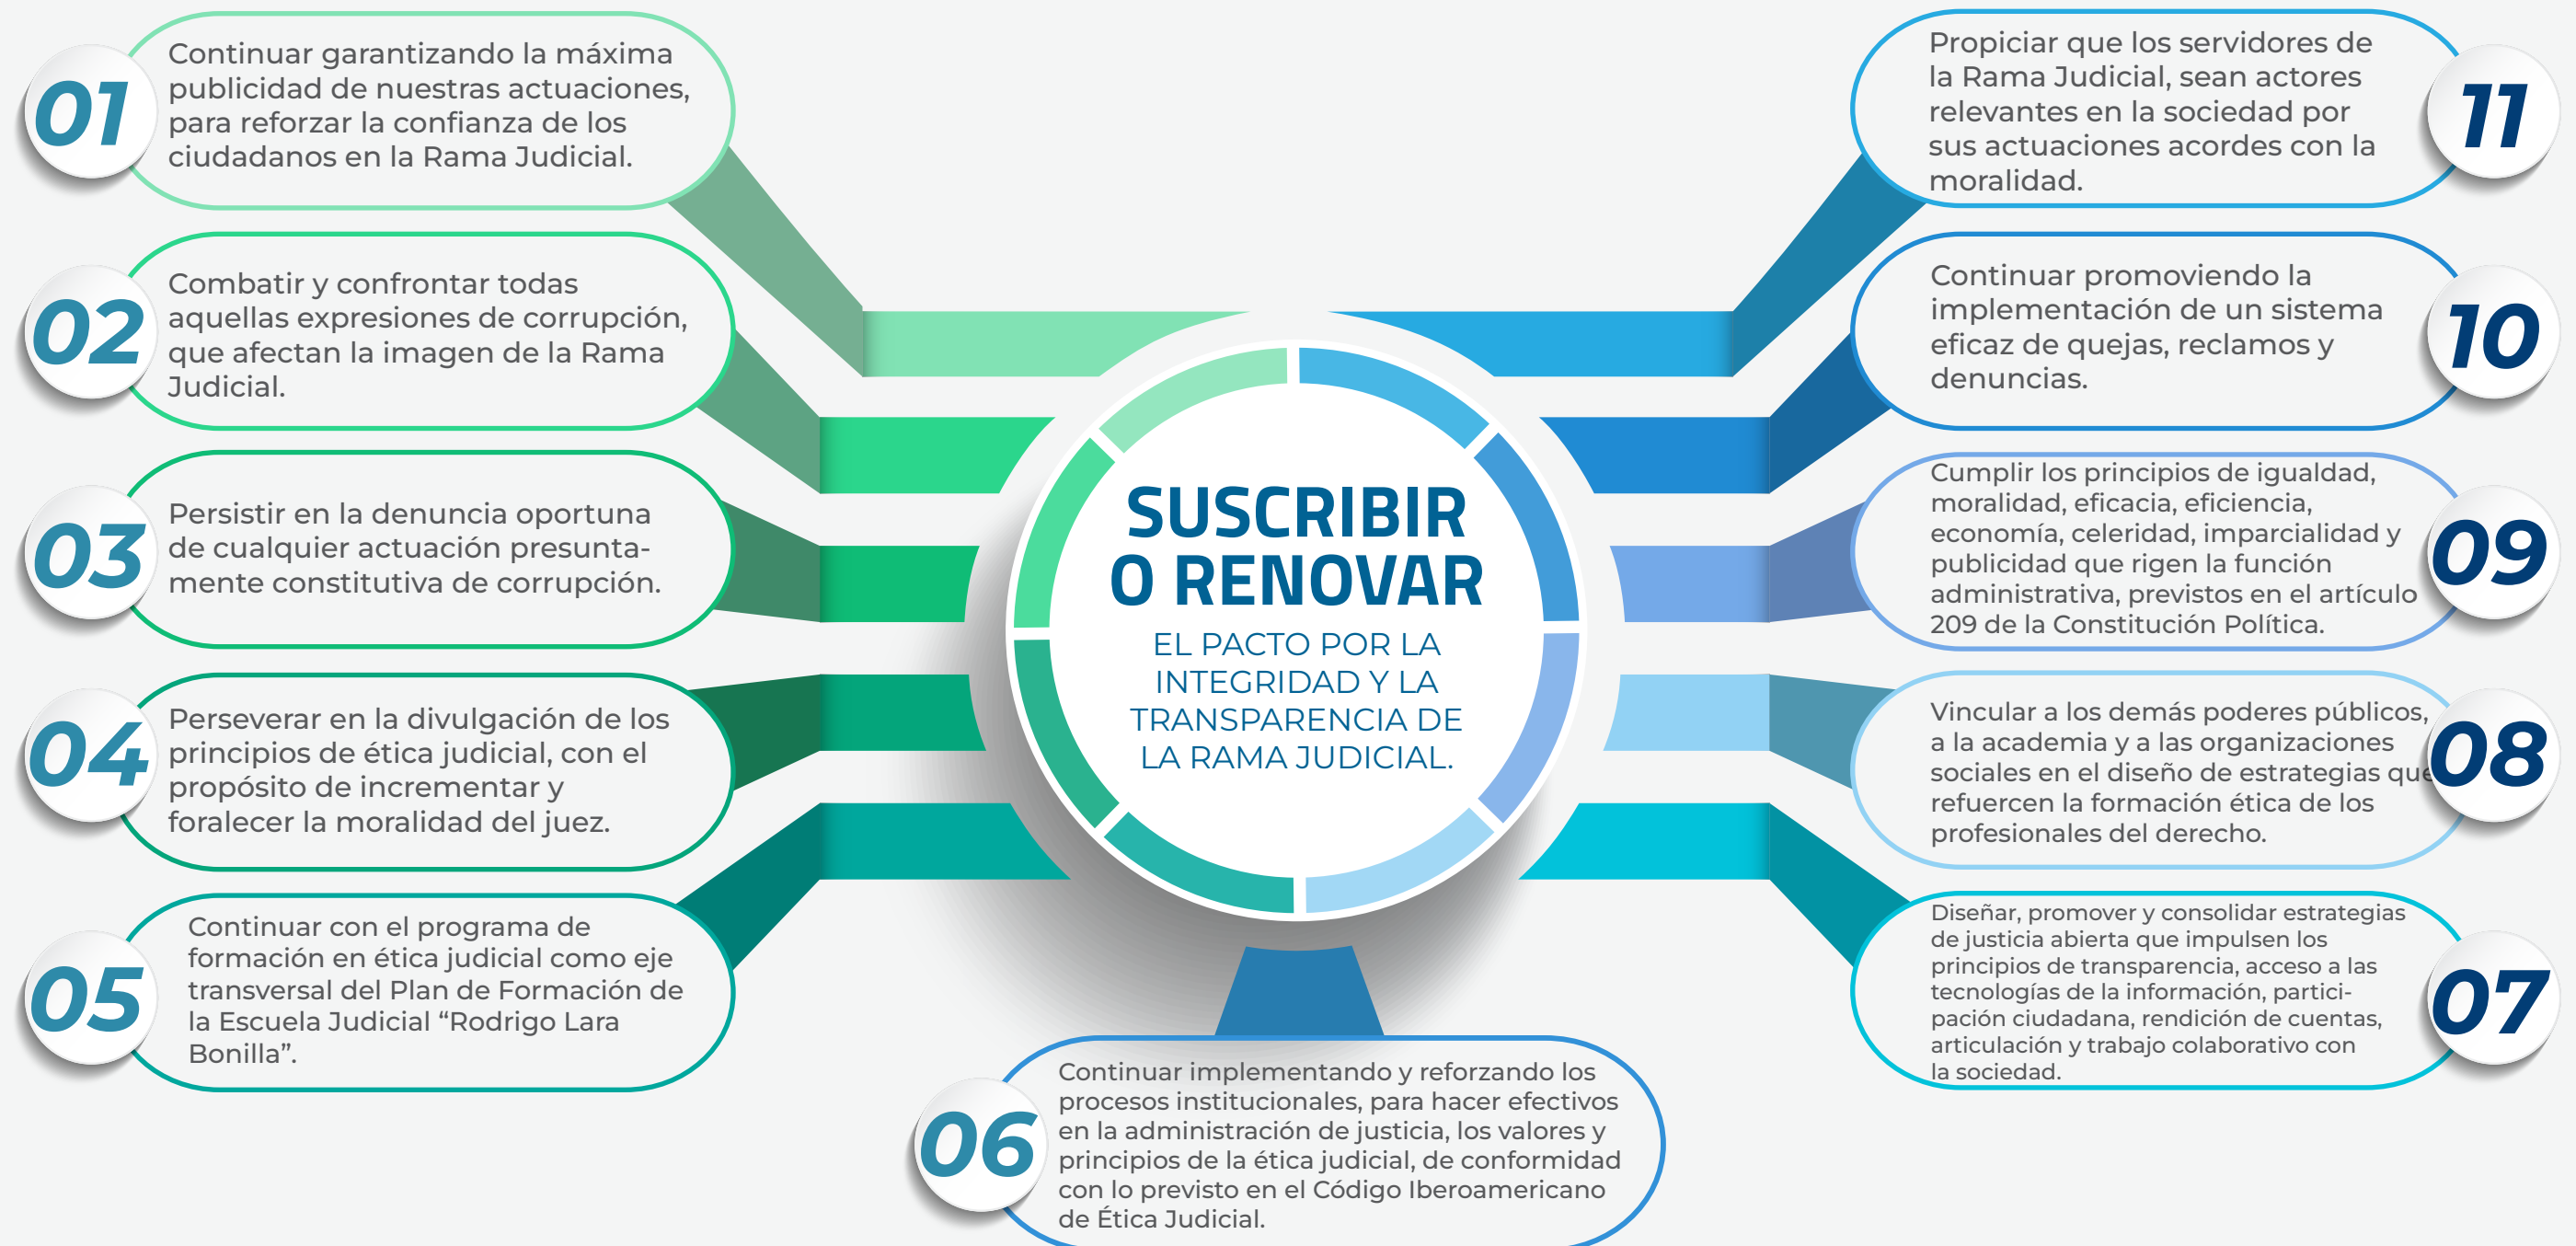 01
Continuar garantizando la máxima
publicidad de nuestras actuaciones,
para reforzar la confianza de los
ciudadanos en la Rama Judicial.
02
Combatir y confrontar todas
aquellas expresiones de corrupción,
que afectan la imagen de la Rama
Judicial.
03
Persistir en la denuncia oportuna
de cualquier actuación presunta-
mente constitutiva de corrupción.
04
Perseverar en la divulgación de los
principios de ética judicial, con el
propósito de incrementar y
foralecer la moralidad del juez.
05
Continuar con el programa de
formación en ética judicial como eje
transversal del Plan de Formación de
la Escuela Judicial “Rodrigo Lara
Bonilla”.
SUSCRIBIR
O RENOVAR
EL PACTO POR LA
INTEGRIDAD Y LA
TRANSPARENCIA DE
LA RAMA JUDICIAL.
06
Continuar implementando y reforzando los
procesos institucionales, para hacer efectivos
en la administración de justicia, los valores y
principios de la ética judicial, de conformidad
con lo previsto en el Código Iberoamericano
de Ética Judicial.
11
Propiciar que los servidores de
la Rama Judicial, sean actores
relevantes en la sociedad por
sus actuaciones acordes con la
moralidad.
10
Continuar promoviendo la
implementación de un sistema
eficaz de quejas, reclamos y
denuncias.
09
Cumplir los principios de igualdad,
moralidad, eficacia, eficiencia,
economía, celeridad, imparcialidad y
publicidad que rigen la función
administrativa, previstos en el artículo
209 de la Constitución Política.
08
Vincular a los demás poderes públicos,
a la academia y a las organizaciones
sociales en el diseño de estrategias que
refuercen la formación ética de los
profesionales del derecho.
07
Diseñar, promover y consolidar estrategias
de justicia abierta que impulsen los
principios de transparencia, acceso a las
tecnologías de la información, partici-
pación ciudadana, rendición de cuentas,
articulación y trabajo colaborativo con
la sociedad.